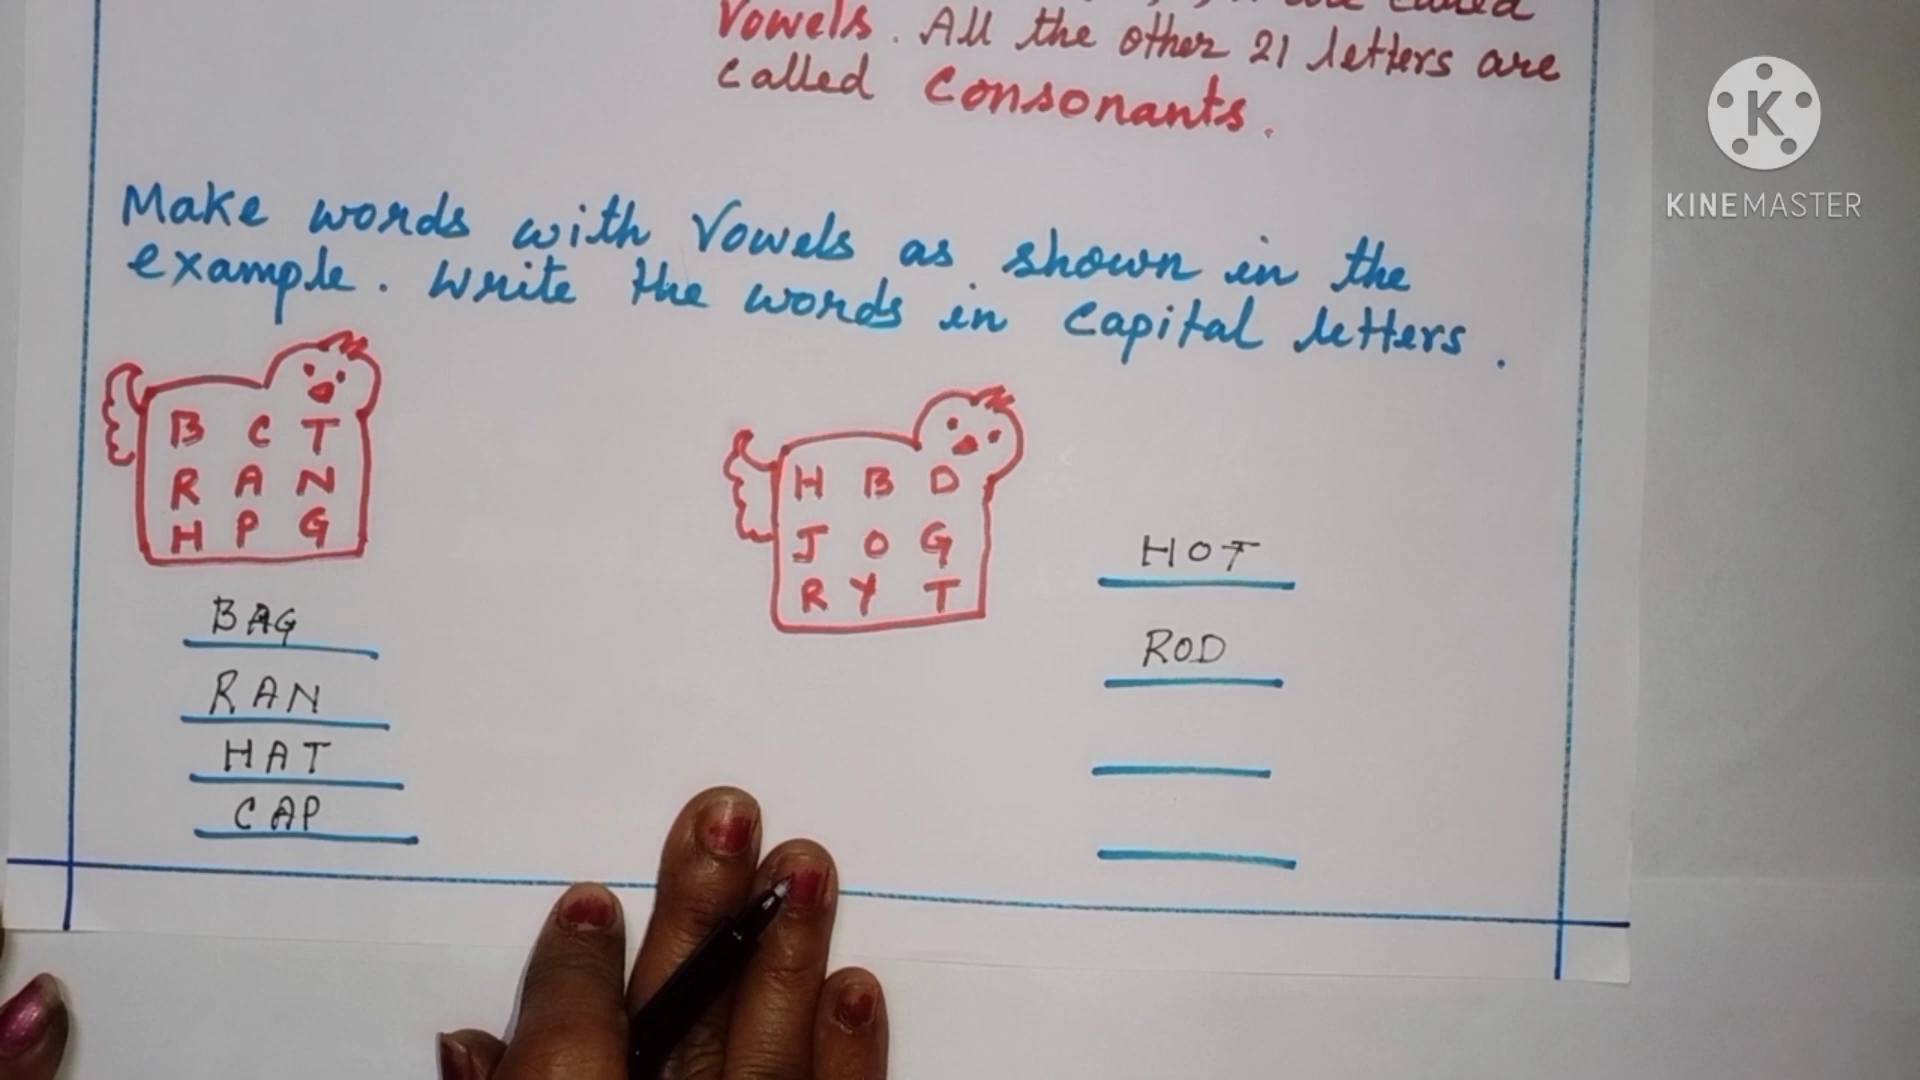 called
Vowels. All the other 21 letters are
called Consonants.
Make words with Vowels as shown in the
example. Write the words in Capital letters.
B C T
R A N
H P G
BAG
RAN
HAT
CAP
H B D
J O G
R Y T
HOT
ROD
K
KINEMASTER